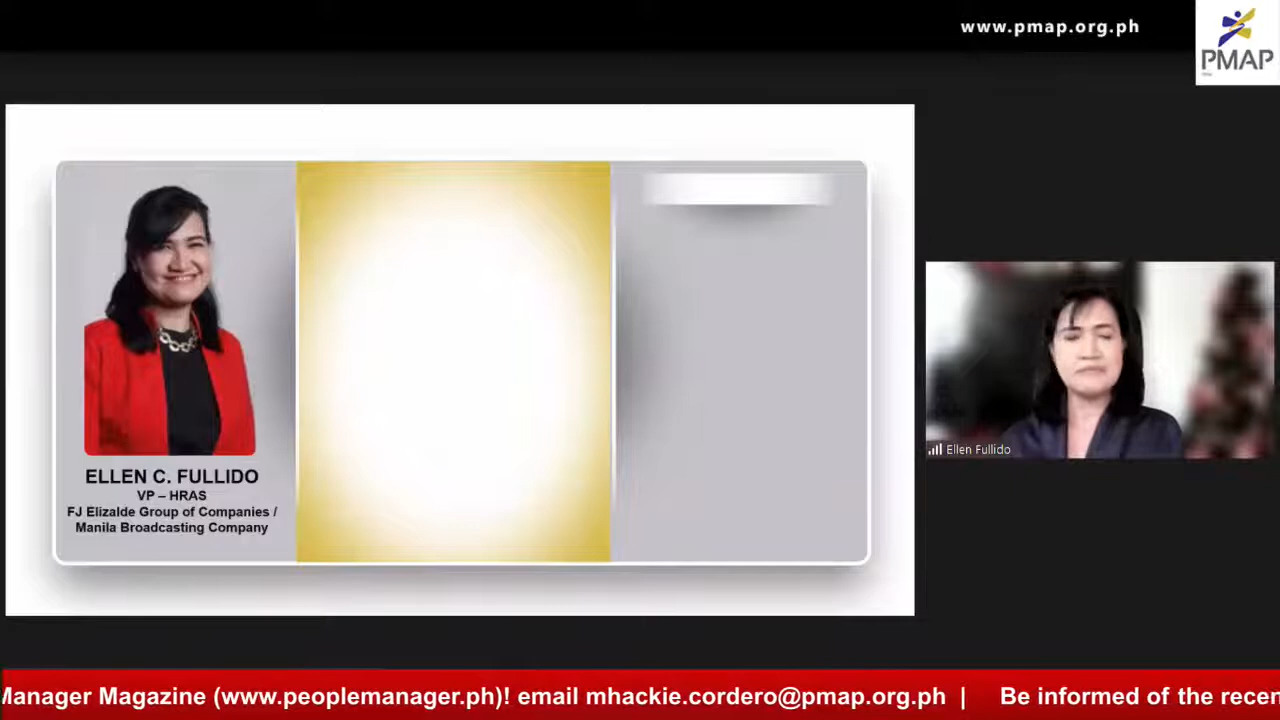 www.pmap.org.ph
PMAP
ELLEN C. FULLIDO
VP – HRAS
FJ Elizalde Group of Companies /
Manila Broadcasting Company
Ellen Fullido
Manager Magazine (www.peoplemanager.ph)! email mhackie.cordero@pmap.org.ph | Be informed of the recen